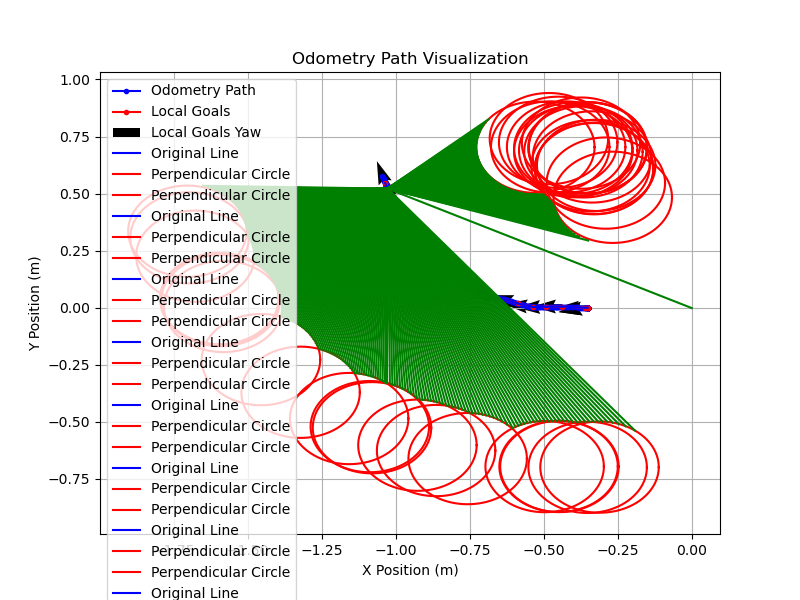 Odometry Path Visualization
1.00
0.75
0.50
0.25
0.00
−0.25
−0.50
−0.75
Y Position (m)
Odometry Path
Local Goals
Local Goals Yaw
Original Line
Perpendicular Circle
Perpendicular Circle
Original Line
Perpendicular Circle
Perpendicular Circle
Original Line
Perpendicular Circle
Perpendicular Circle
Original Line
Perpendicular Circle
Perpendicular Circle
Original Line
Perpendicular Circle
Perpendicular Circle
Original Line
Perpendicular Circle
Perpendicular Circle
Original Line
Perpendicular Circle
Perpendicular Circle
Original Line
−1.25 −1.00 −0.75 −0.50 −0.25 0.00
X Position (m)